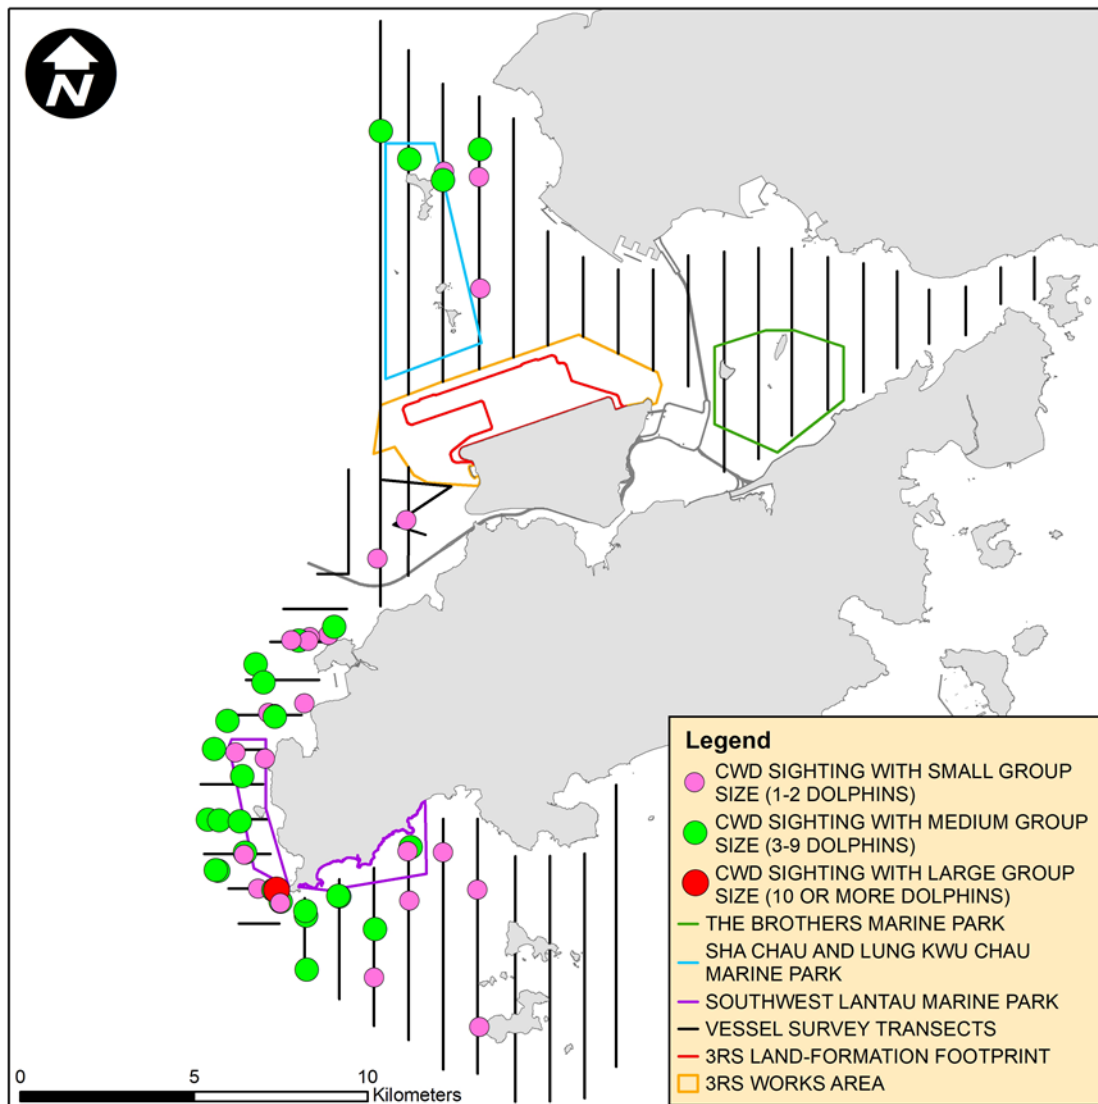 N
Legend
CWD SIGHTING WITH SMALL GROUP
SIZE (1-2 DOLPHINS)
CWD SIGHTING WITH MEDIUM GROUP
SIZE (3-9 DOLPHINS)
CWD SIGHTING WITH LARGE GROUP
SIZE (10 OR MORE DOLPHINS)
THE BROTHERS MARINE PARK
SHA CHAU AND LUNG KWU CHAU
MARINE PARK
SOUTHWEST LANTAU MARINE PARK
VESSEL SURVEY TRANSECTS
3RS LAND-FORMATION FOOTPRINT
3RS WORKS AREA
0 5 10
Kilometers